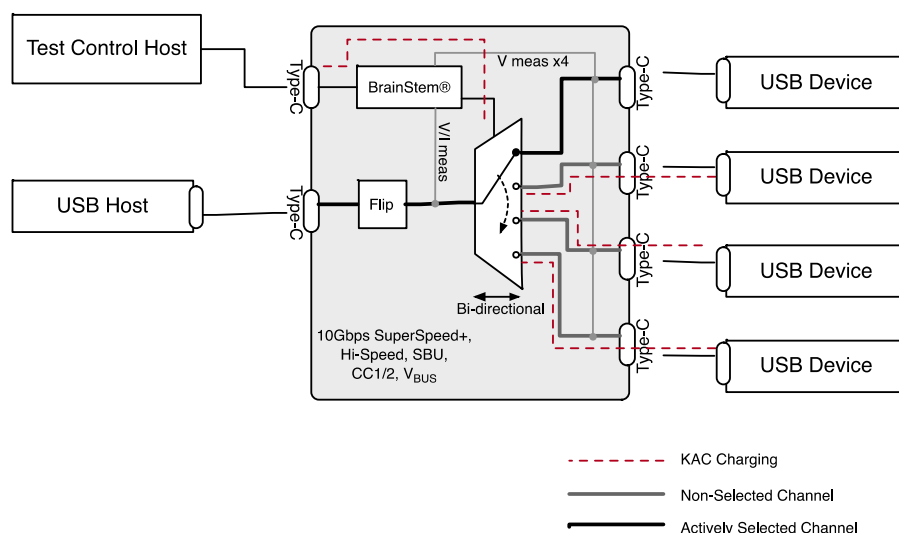 Test Control Host
Type-C
BrainStem®
V meas x4
Type-C
USB Device
V/I meas
USB Host
Type-C
Flip
Type-C
USB Device
Type-C
USB Device
Bi-directional
10Gbps SuperSpeed+,
Hi-Speed, SBU,
CC1/2, VBUS
Type-C
USB Device
KAC Charging
Non-Selected Channel
Actively Selected Channel